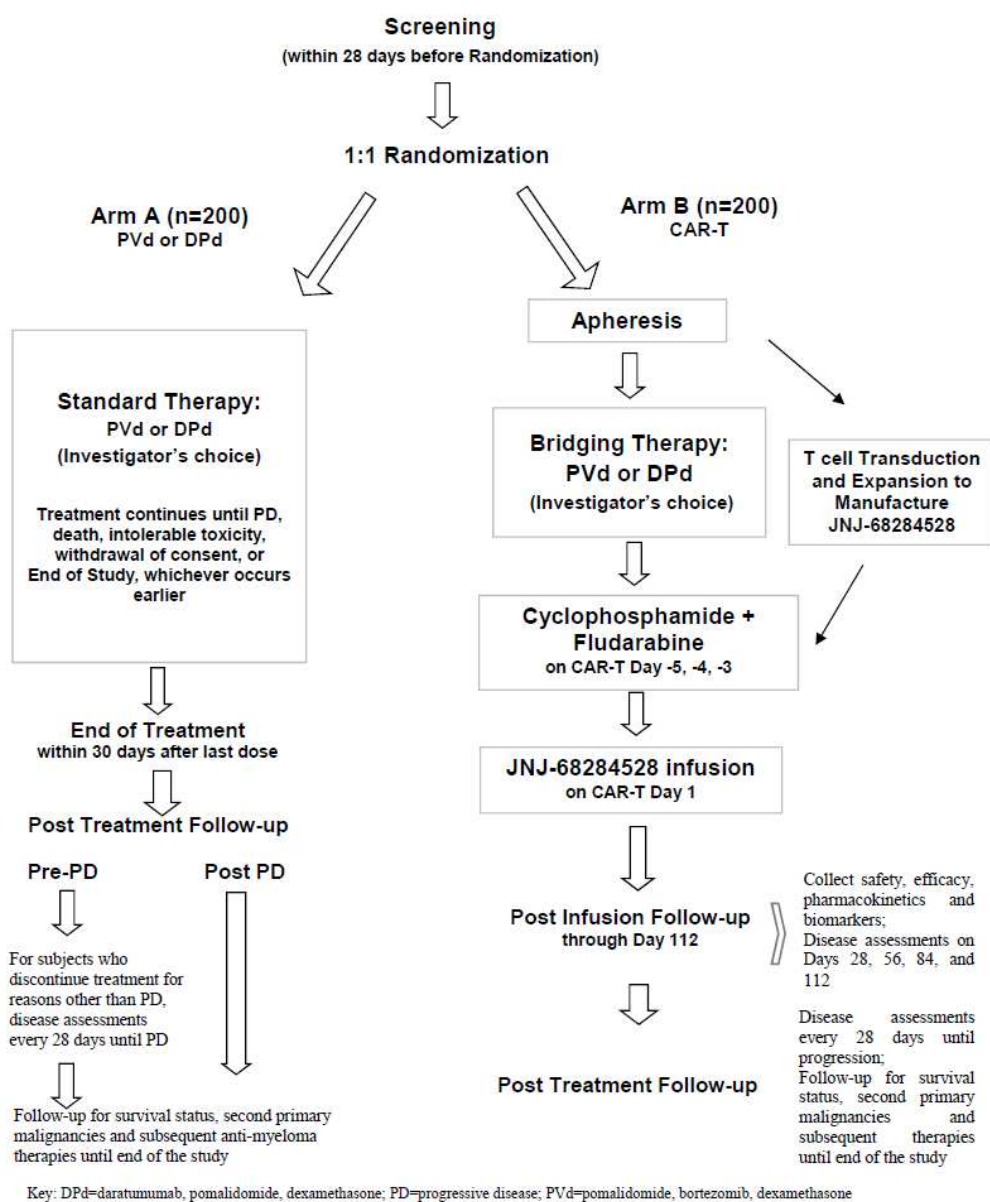 Screening
(within 28 days before Randomization)
1:1 Randomization
Arm A (n=200)
PVd or DPd
Arm B (n=200)
CAR-T
Standard Therapy:
PVd or DPd
(Investigator's choice)
Treatment continues until PD,
death, intolerable toxicity,
withdrawal of consent, or
End of Study, whichever occurs
earlier
End of Treatment
within 30 days after last dose
Post Treatment Follow-up
Pre-PD
Post PD
For subjects who
discontinue treatment for
reasons other than PD,
disease assessments
every 28 days until PD
Follow-up for survival status, second primary
malignancies and subsequent anti-myeloma
therapies until end of the study
Apheresis
Bridging Therapy:
PVd or DPd
(Investigator's choice)
T cell Transduction
and Expansion to
Manufacture
JNJ-68284528
Cyclophosphamide +
Fludarabine
on CAR-T Day -5, -4, -3
JNJ-68284528 infusion
on CAR-T Day 1
Post Infusion Follow-up
through Day 112
Collect safety, efficacy,
pharmacokinetics and
biomarkers;
Disease assessments on
Days 28, 56, 84, and
112
Post Treatment Follow-up
Disease assessments
every 28 days until
progression;
Follow-up for survival
status, second primary
malignancies and
subsequent therapies
until end of the study
Key: DPd=daratumumab, pomalidomide, dexamethasone; PD=progressive disease; PVd=pomalidomide, bortezomib, dexamethasone